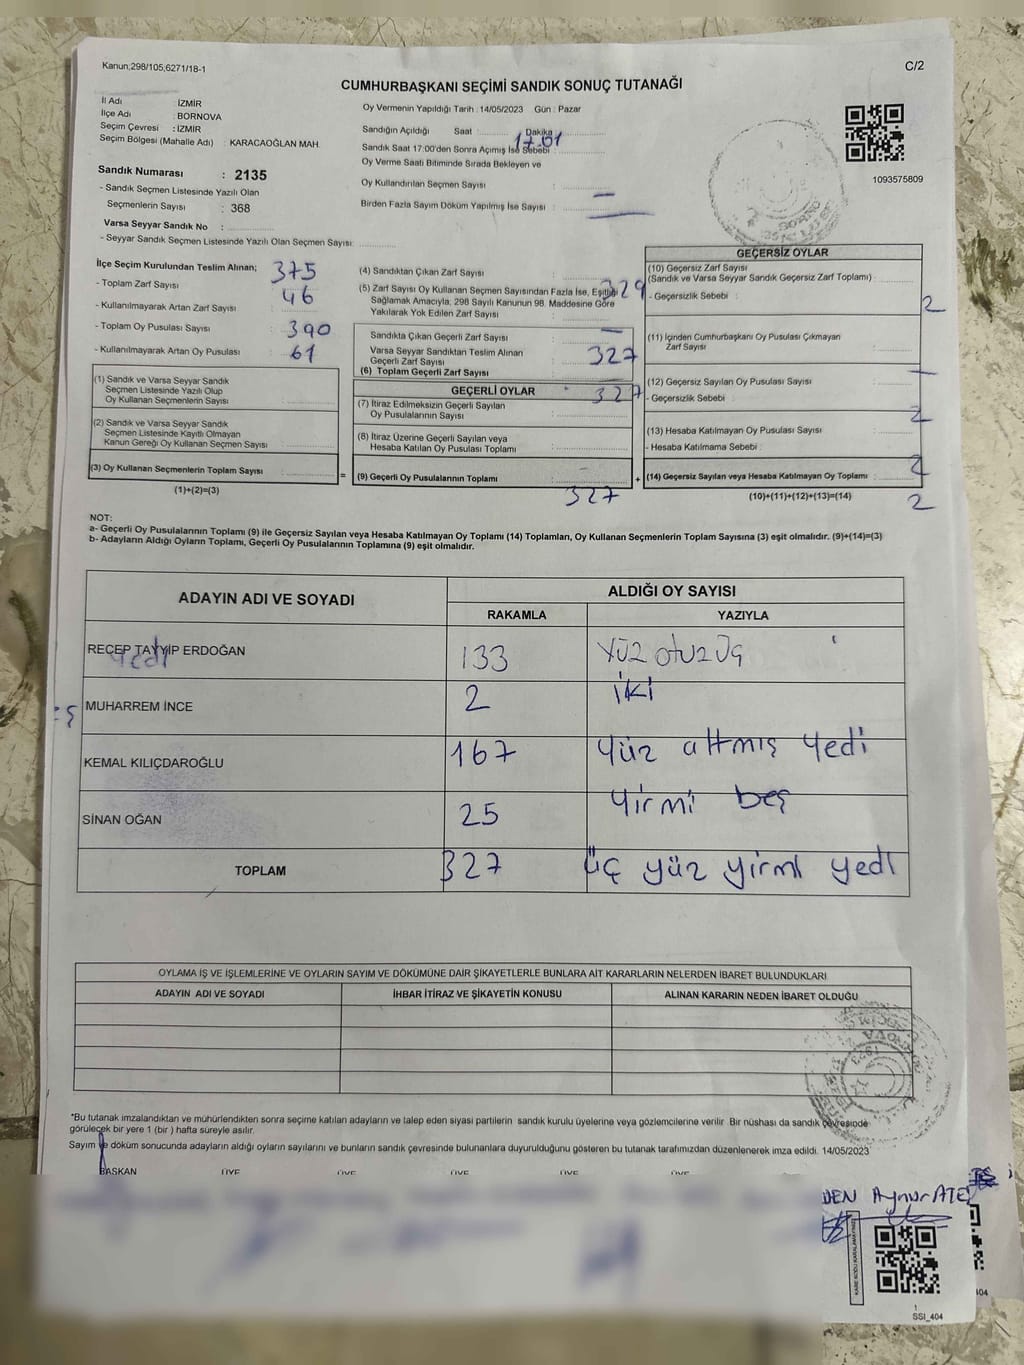 Kanun;298/105;6271/18-1
C/2
CUMHURBAŞKANI SEÇİMİ SANDIK SONUÇ TUTANAĞI
İl Adı : İZMİR
İlçe Adı : BORNOVA
Seçim Çevresi : İZMİR
Seçim Bölgesi (Mahalle Adı) : KARACAOĞLAN MAH.
Sandık Numarası : 2135
- Sandık Seçmen Listesinde Yazılı Olan
Seçmenlerin Sayısı : 368
Varsa Seyyar Sandık No :
- Seyyar Sandık Seçmen Listesinde Yazılı Olan Seçmen Sayısı:
Oy Vermenin Yapıldığı Tarih : 14/05/2023 Gün : Pazar
Sandığın Açıldığı Saat : Dakika
17.01
Sandık Saat 17:00'den Sonra Açımış İse Sebebi :
Oy Verme Saati Bitiminde Sırada Bekleyen ve
Oy Kullandırılan Seçmen Sayısı :
Birden Fazla Sayım Döküm Yapılmış İse Sayısı : —
1093575809
İlçe Seçim Kurulundan Teslim Alınan;
- Toplam Zarf Sayısı : 375
- Kullanılmayarak Artan Zarf Sayısı : 46
- Toplam Oy Pusulası Sayısı : 390
- Kullanılmayarak Artan Oy Pusulası : 61
(1) Sandık ve Varsa Seyyar Sandık
Seçmen Listesinde Yazılı Olup
Oy Kullanan Seçmenlerin Sayısı :
(2) Sandık ve Varsa Seyyar Sandık
Seçmen Listesinde Kayıtlı Olmayan
Kanun Gereği Oy Kullanan Seçmen Sayısı :
(3) Oy Kullanan Seçmenlerin Toplam Sayısı :
(1)+(2)=(3)
=
(4) Sandıktan Çıkan Zarf Sayısı :
329
(5) Zarf Sayısı Oy Kullanan Seçmen Sayısından Fazla İse, Eşitliği
Sağlamak Amacıyla, 298 Sayılı Kanunun 98. Maddesine Göre
Yakılarak Yok Edilen Zarf Sayısı :
—
Sandıkta Çıkan Geçerli Zarf Sayısı :
Varsa Seyyar Sandıktan Teslim Alınan
Geçerli Zarf Sayısı :
327
(6) Toplam Geçerli Zarf Sayısı :
GEÇERLİ OYLAR
327
(7) İtiraz Edilmeksizin Geçerli Sayılan
Oy Pusulalarının Sayısı :
(8) İtiraz Üzerine Geçerli Sayılan veya
Hesaba Katılan Oy Pusulası Toplamı :
(9) Geçerli Oy Pusulalarının Toplamı :
327
+
GEÇERSİZ OYLAR
(10) Geçersiz Zarf Sayısı
(Sandık ve Varsa Seyyar Sandık Geçersiz Zarf Toplamı) :
- Geçersizlik Sebebi :
2
(11) İçinden Cumhurbaşkanı Oy Pusulası Çıkmayan
Zarf Sayısı :
—
(12) Geçersiz Sayılan Oy Pusulası Sayısı :
- Geçersizlik Sebebi :
2
(13) Hesaba Katılmayan Oy Pusulası Sayısı :
- Hesaba Katılmama Sebebi :
2
(14) Geçersiz Sayılan veya Hesaba Katılmayan Oy Toplamı :
(10)+(11)+(12)+(13)=(14)
2
NOT:
a- Geçerli Oy Pusulalarının Toplamı (9) ile Geçersiz Sayılan veya Hesaba Katılmayan Oy Toplamı (14) Toplamları, Oy Kullanan Seçmenlerin Toplam Sayısına (3) eşit olmalıdır. (9)+(14)=(3)
b- Adayların Aldığı Oyların Toplamı, Geçerli Oy Pusulalarının Toplamına (9) eşit olmalıdır.
ADAYIN ADI VE SOYADI ALDIĞI OY SAYISI
RAKAMLA YAZIYLA
RECEP TAYYİP ERDOĞAN 133 YÜZ OTUZ ÜÇ
yedi
MUHARREM İNCE 2 iki
KEMAL KILIÇDAROĞLU 167 Yüz altmış Yedi
SİNAN OĞAN 25 Yirmi beş
TOPLAM 327 üç yüz yirmi yedi
OYLAMA İŞ VE İŞLEMLERİNE VE OYLARIN SAYIM VE DÖKÜMÜNE DAİR ŞİKAYETLERLE BUNLARA AİT KARARLARIN NELERDEN İBARET BULUNDUKLARI
ADAYIN ADI VE SOYADI İHBAR İTİRAZ VE ŞİKAYETİN KONUSU ALINAN KARARIN NEDEN İBARET OLDUĞU
*Bu tutanak imzalandıktan ve mühürlendikten sonra seçime katılan adayların ve talep eden siyasi partilerin sandık kurulu üyelerine veya gözlemcilerine verilir. Bir nüshası da sandık çevresinde
görülecek bir yere 1 (bir ) hafta süreyle asılır.
Sayım ve döküm sonucunda adayların aldığı oyların sayılarını ve bunların sandık çevresinde bulunanlara duyurulduğunu gösteren bu tutanak tarafımızdan düzenlenerek imza edildi. 14/05/2023
BAŞKAN ÜYE ÜYE ÜYE ÜYE ÜYE
DEN Aynur ATEŞ
1
SSİ_404